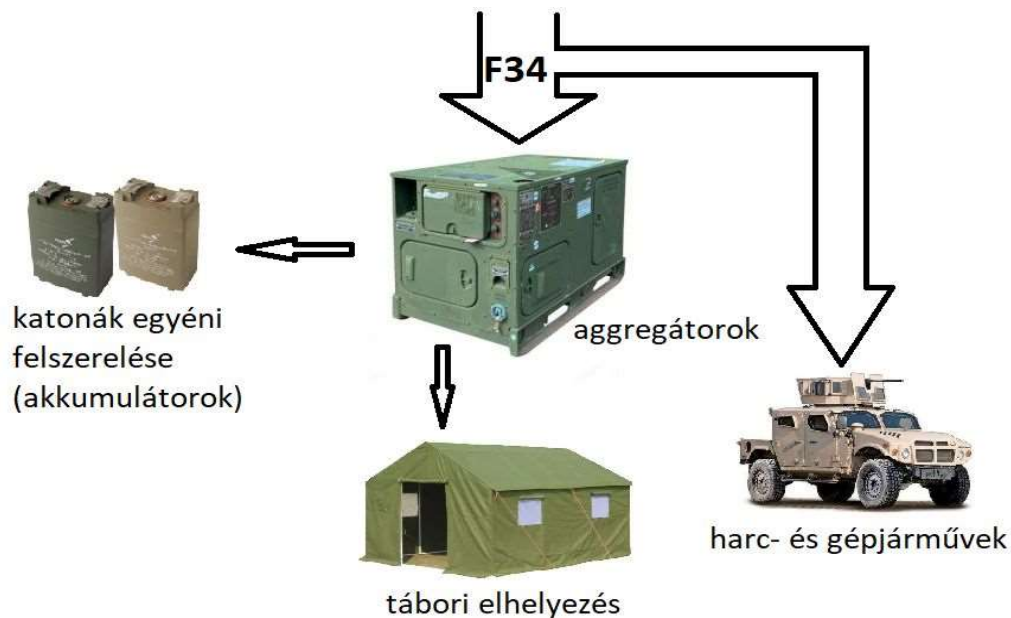 F34
katonák egyéni
felszerelése
(akkumulátorok)
aggregátorok
harc- és gépjárművek
tábori elhelyezés